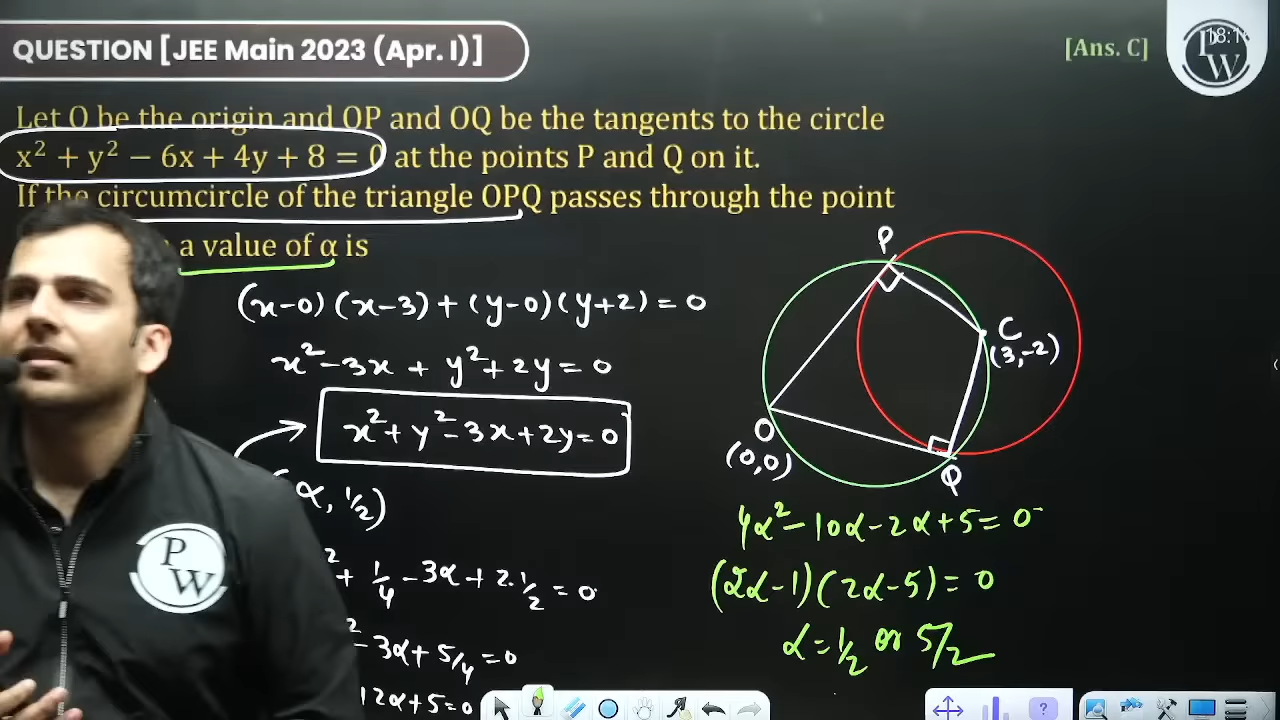 QUESTION [JEE Main 2023 (Apr. I)]
[Ans. C]
Let O be the origin and OP and OQ be the tangents to the circle
x² + y² − 6x + 4y + 8 = 0 at the points P and Q on it.
If the circumcircle of the triangle OPQ passes through the point
a value of α is
(x-0)(x-3)+(y-0)(y+2)=0
x²-3x + y²+2y=0
x²+y²-3x+2y=0
α, 1/2)
² + 1/4 -3α+2.1/2=0
² -3α+5/4=0
12α+5=0
P
C
(3,-2)
O
(0,0)
Q
4α²-10α-2α+5=0
(2α-1)(2α-5)=0
α=1/2 or 5/2
P
W
?